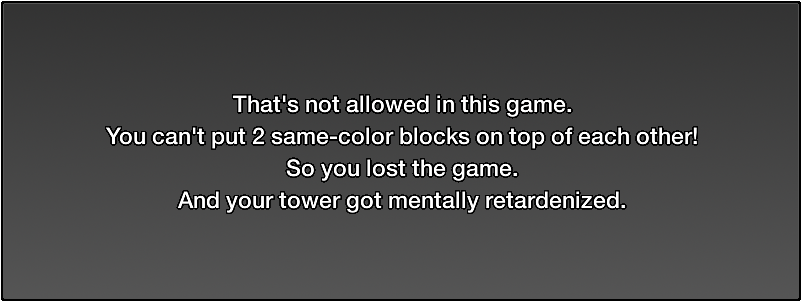 That's not allowed in this game.
You can't put 2 same-color blocks on top of each other!
So you lost the game.
And your tower got mentally retardenized.